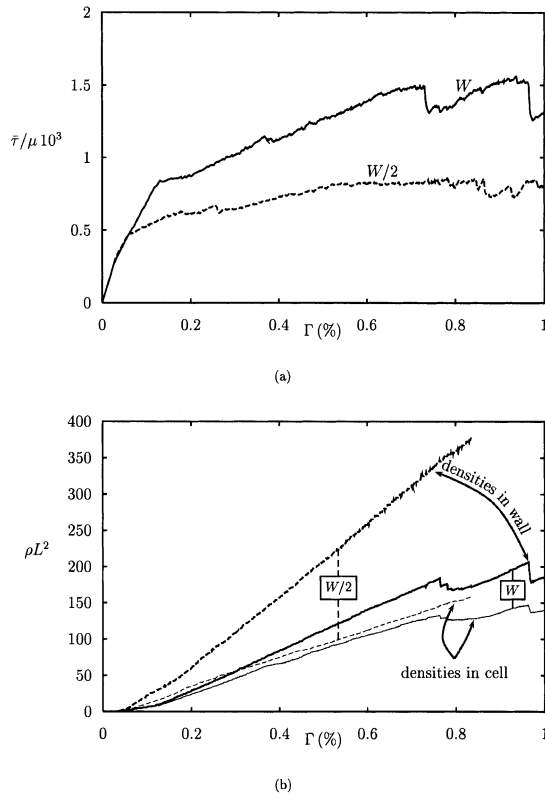 2
1.5
1
0.5
0
τ̄/μ 10³
W
W/2
0
0.2
0.4
0.6
0.8
1
Γ (%)
(a)
400
350
300
250
200
150
100
50
0
ρL²
densities in wall
W/2
W
densities in cell
0
0.2
0.4
0.6
0.8
1
Γ (%)
(b)